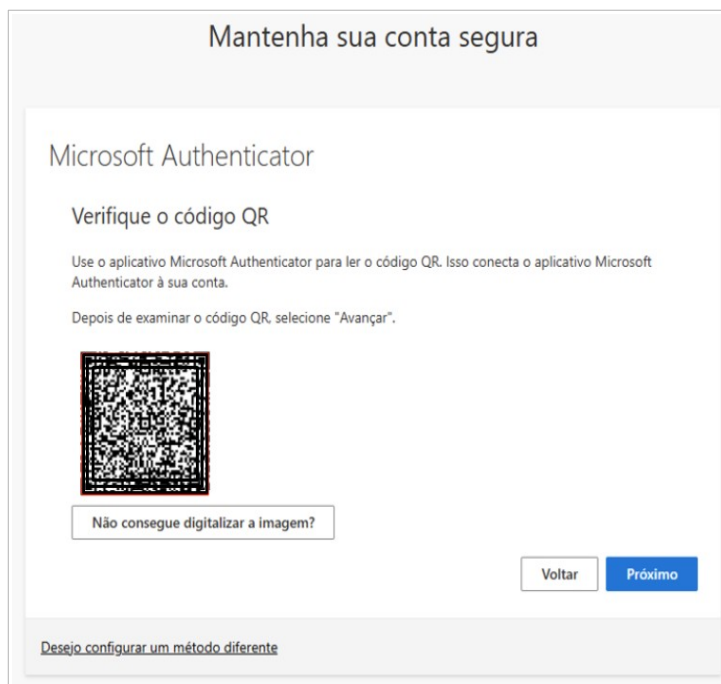 Mantenha sua conta segura
Microsoft Authenticator
Verifique o código QR
Use o aplicativo Microsoft Authenticator para ler o código QR. Isso conecta o aplicativo Microsoft
Authenticator à sua conta.
Depois de examinar o código QR, selecione "Avançar".
Não consegue digitalizar a imagem?
Voltar
Próximo
Desejo configurar um método diferente